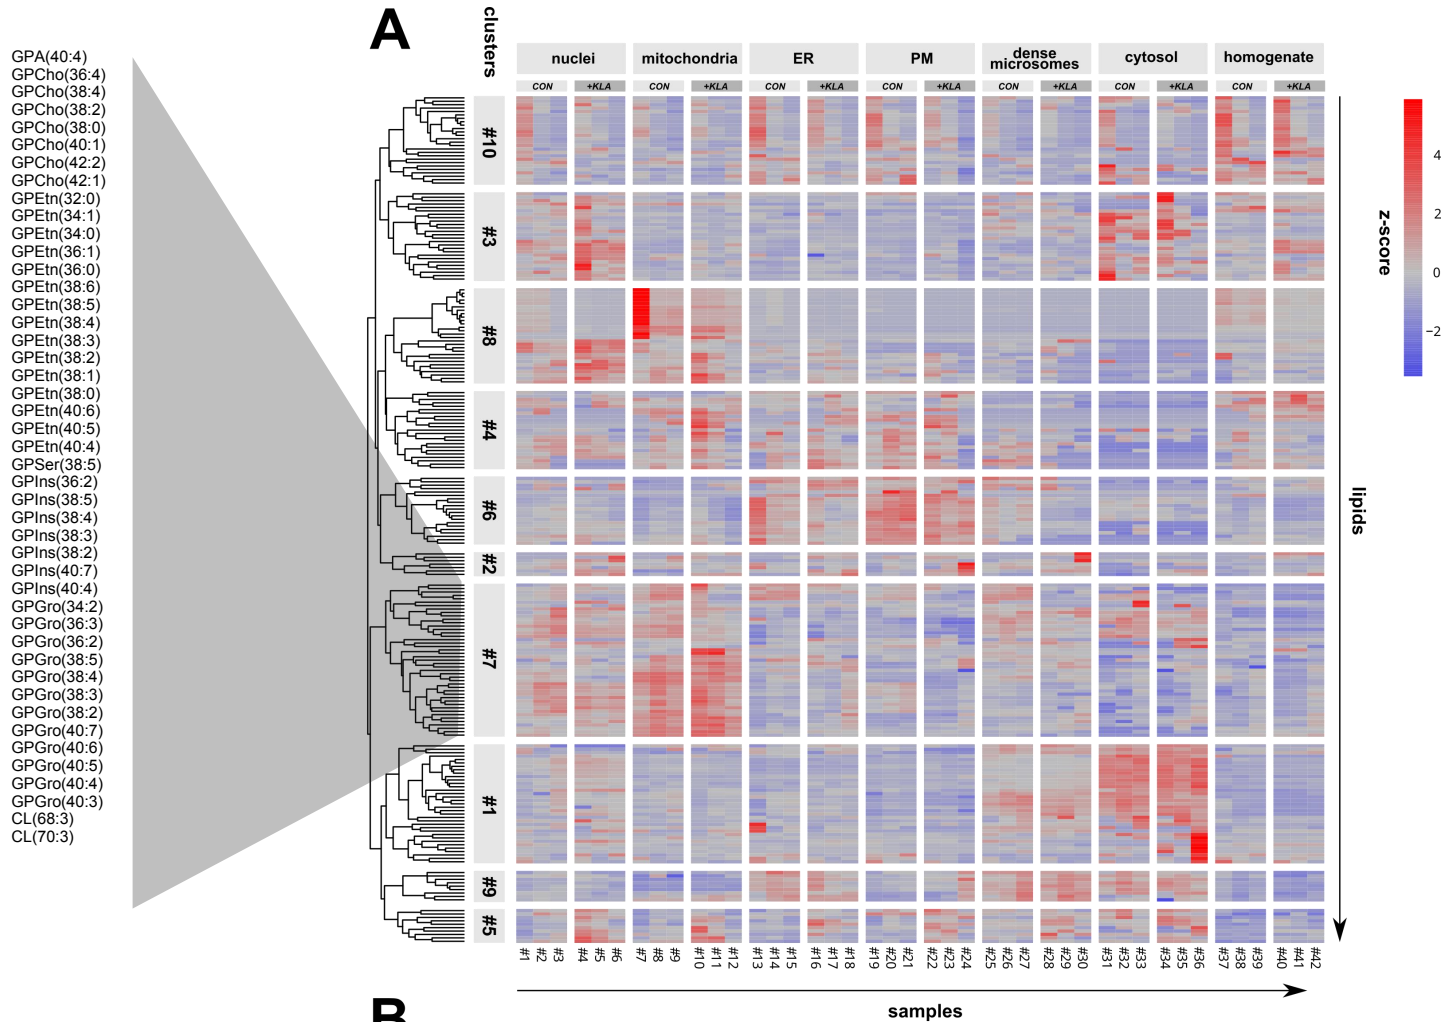 A
clusters
nuclei
mitochondria
ER
PM
dense
microsomes
cytosol
homogenate
CON
+KLA
CON
+KLA
CON
+KLA
CON
+KLA
CON
+KLA
CON
+KLA
CON
+KLA
GPA(40:4)
GPCho(36:4)
GPCho(38:4)
GPCho(38:2)
GPCho(38:0)
GPCho(40:1)
GPCho(42:2)
GPCho(42:1)
GPEtn(32:0)
GPEtn(34:1)
GPEtn(34:0)
GPEtn(36:1)
GPEtn(36:0)
GPEtn(38:6)
GPEtn(38:5)
GPEtn(38:4)
GPEtn(38:3)
GPEtn(38:2)
GPEtn(38:1)
GPEtn(38:0)
GPEtn(40:6)
GPEtn(40:5)
GPEtn(40:4)
GPSer(38:5)
GPIns(36:2)
GPIns(38:5)
GPIns(38:4)
GPIns(38:3)
GPIns(38:2)
GPIns(40:7)
GPIns(40:4)
GPGro(34:2)
GPGro(36:3)
GPGro(36:2)
GPGro(38:5)
GPGro(38:4)
GPGro(38:3)
GPGro(38:2)
GPGro(40:7)
GPGro(40:6)
GPGro(40:5)
GPGro(40:4)
GPGro(40:3)
CL(68:3)
CL(70:3)
#10
#3
#8
#4
#6
#2
#7
#1
#9
#5
z-score
4
2
0
−2
lipids
#1
#2
#3
#4
#5
#6
#7
#8
#9
#10
#11
#12
#13
#14
#15
#16
#17
#18
#19
#20
#21
#22
#23
#24
#25
#26
#27
#28
#29
#30
#31
#32
#33
#34
#35
#36
#37
#38
#39
#40
#41
#42
samples
B